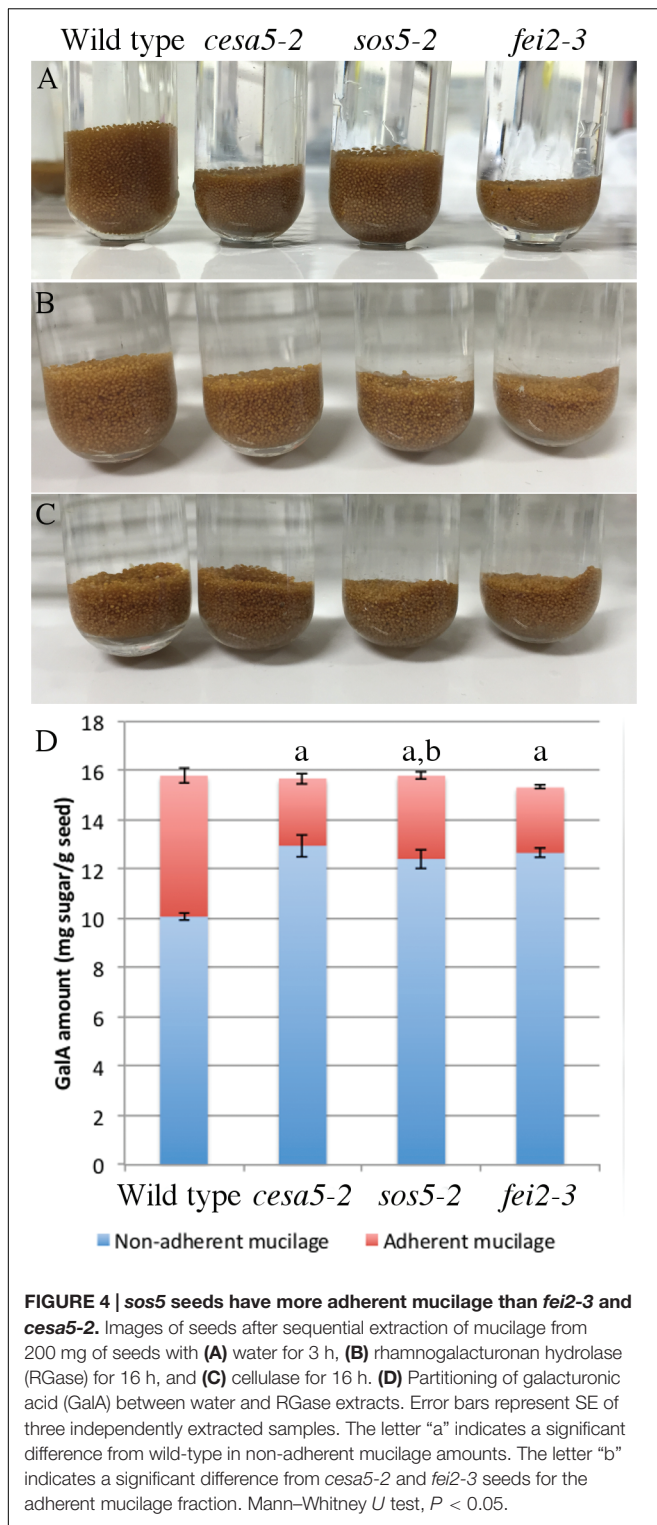 Wild type cesa5-2 sos5-2 fei2-3
A
B
C
D
GalA amount (mg sugar/g seed)
18
16
14
12
10
8
6
4
2
0
a
a,b
a
Wild type cesa5-2 sos5-2 fei2-3
Non-adherent mucilage Adherent mucilage
FIGURE 4 | sos5 seeds have more adherent mucilage than fei2-3 and
cesa5-2. Images of seeds after sequential extraction of mucilage from
200 mg of seeds with (A) water for 3 h, (B) rhamnogalacturonan hydrolase
(RGase) for 16 h, and (C) cellulase for 16 h. (D) Partitioning of galacturonic
acid (GalA) between water and RGase extracts. Error bars represent SE of
three independently extracted samples. The letter “a” indicates a significant
difference from wild-type in non-adherent mucilage amounts. The letter “b”
indicates a significant difference from cesa5-2 and fei2-3 seeds for the
adherent mucilage fraction. Mann–Whitney U test, P < 0.05.